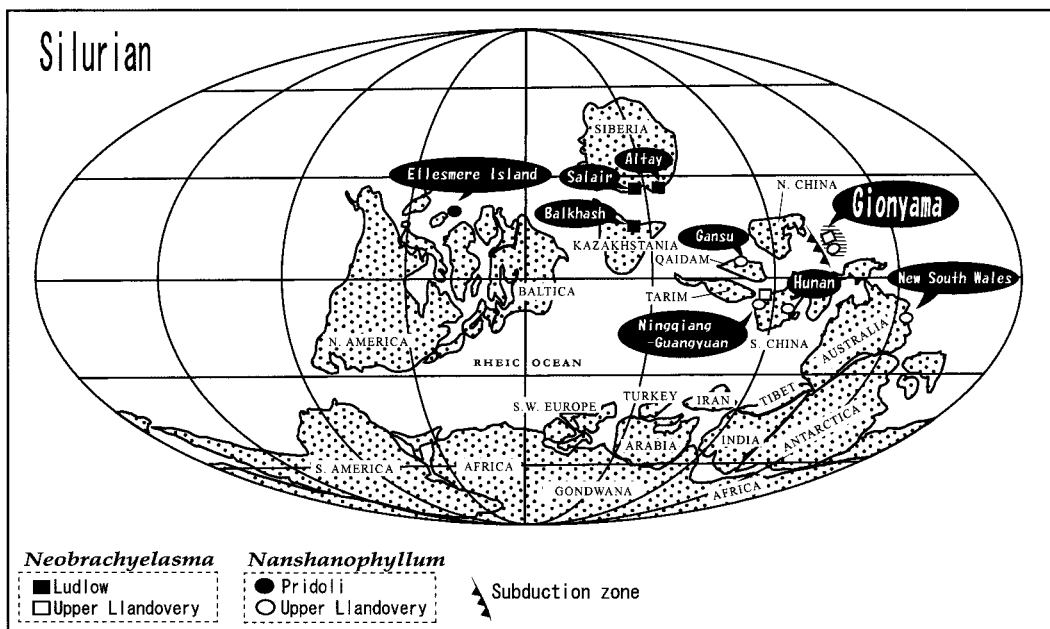 Silurian
SIBERIA
Altay
Salair
Ellesmere Island
N. CHINA
Gionyama
Balkhash
Gansu
KAZAKHSTANIA
QAIDAM
Hunan
New South Wales
BALTICA
TARIM
Ningqiang
-Guangyuan
S. CHINA
AUSTRALIA
N. AMERICA
RHEIC OCEAN
TURKEY
IRAN
TIBET
S.W. EUROPE
ARABIA
INDIA
ANTARCTICA
S. AMERICA
AFRICA
GONDWANA
AFRICA
Neobrachyelasma
Ludlow
Upper Llandovery
Nanshanophyllum
Pridoli
Upper Llandovery
Subduction zone